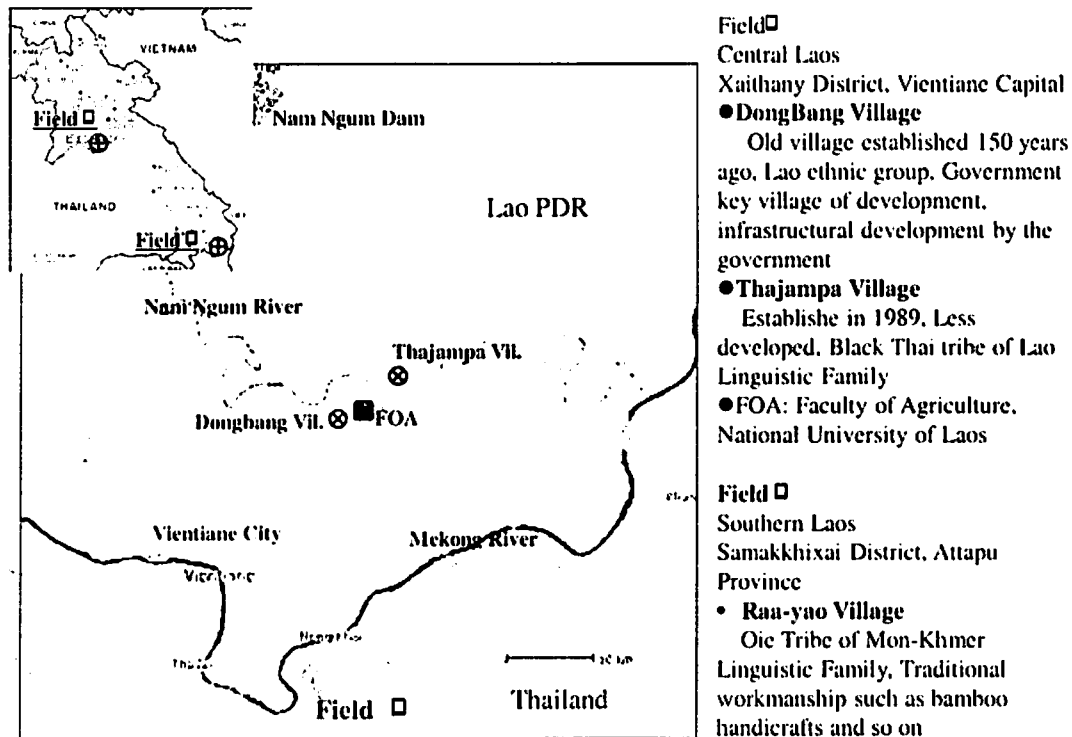 VIETNAM
Field □
THAILAND
Field □
Nam Ngum Dam
Lao PDR
Nam Ngum River
Thajampa Vil.
Dongbang Vil.
FOA
Vientiane City
Mekong River
Thailand
Field □
Field□
Central Laos
Xaithany District, Vientiane Capital
●DongBang Village
Old village established 150 years
ago, Lao ethnic group, Government
key village of development,
infrastructural development by the
government
●Thajampa Village
Establishe in 1989, Less
developed, Black Thai tribe of Lao
Linguistic Family
●FOA: Faculty of Agriculture,
National University of Laos
Field □
Southern Laos
Samakkhixai District, Attapu
Province
• Raa-yao Village
Oie Tribe of Mon-Khmer
Linguistic Family, Traditional
workmanship such as bamboo
handicrafts and so on